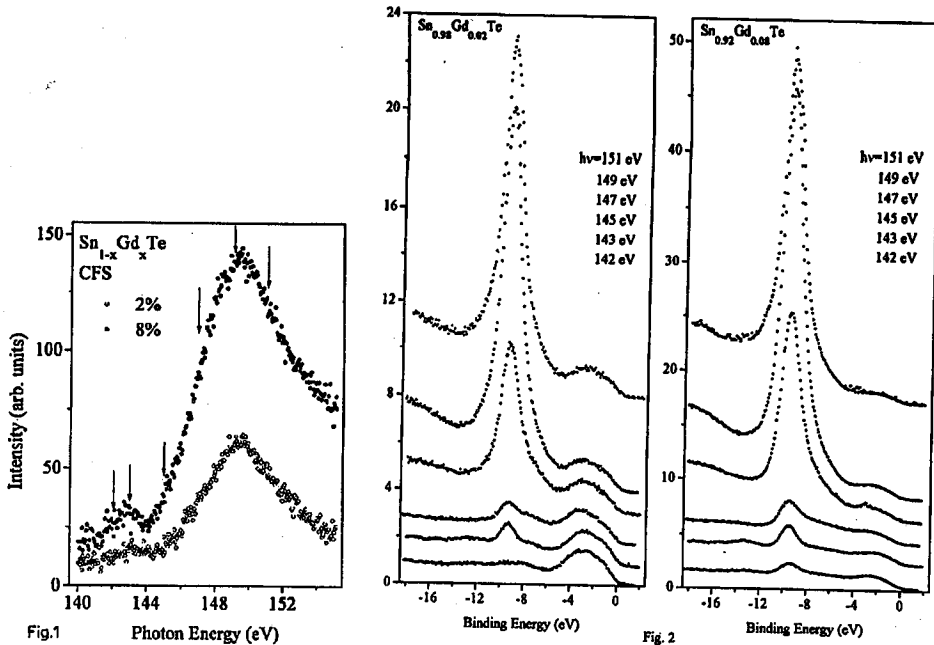 Sn1-xGdxTe
CFS
2%
8%
150
100
50
0
140 144 148 152
Intensity (arb. units)
Photon Energy (eV)
Fig.1
Sn0.98Gd0.02Te
24
20
16
12
8
4
0
hν=151 eV
149 eV
147 eV
145 eV
143 eV
142 eV
-16 -12 -8 -4 0
Binding Energy (eV)
Fig. 2
Sn0.92Gd0.08Te
50
40
30
20
10
0
hν=151 eV
149 eV
147 eV
145 eV
143 eV
142 eV
-16 -12 -8 -4 0
Binding Energy (eV)